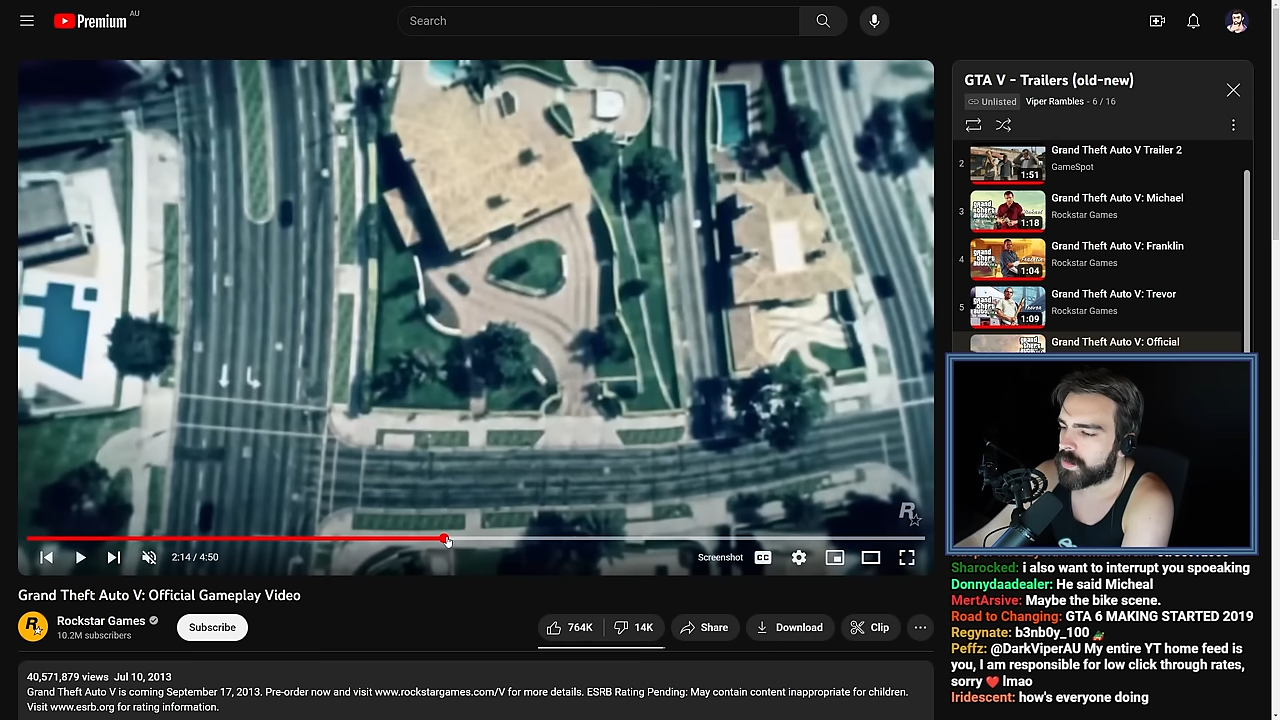 Premium AU
Search
GTA V – Trailers (old-new)
Unlisted Viper Rambles - 6 / 16
2
Grand Theft Auto V Trailer 2
GameSpot
1:51
3
Grand Theft Auto V: Michael
Rockstar Games
1:18
4
Grand Theft Auto V: Franklin
Rockstar Games
1:04
5
Grand Theft Auto V: Trevor
Rockstar Games
1:09
Grand Theft Auto V: Official
2:14 / 4:50
Screenshot
CC
Grand Theft Auto V: Official Gameplay Video
Rockstar Games
10.2M subscribers
Subscribe
764K
14K
Share
Download
Clip
40,571,879 views Jul 10, 2013
Grand Theft Auto V is coming September 17, 2013. Pre-order now and visit www.rockstargames.com/V for more details. ESRB Rating Pending: May contain content inappropriate for children.
Visit www.esrb.org for rating information.
Sharocked: i also want to interrupt you spoeaking
Donnydaadealer: He said Micheal
MertArsive: Maybe the bike scene.
Road to Changing: GTA 6 MAKING STARTED 2019
Regynate: b3nb0y_100
Peffz: @DarkViperAU My entire YT home feed is
you, I am responsible for low click through rates,
sorry ❤️ lmao
Iridescent: how's everyone doing